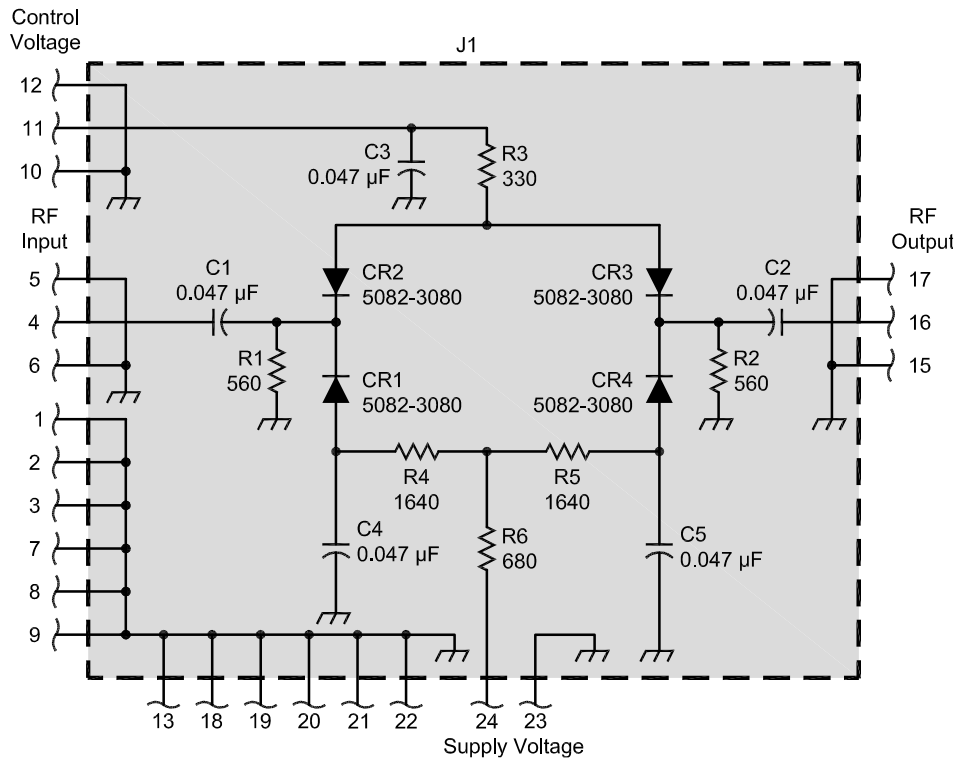 Control
Voltage
J1
12
11
10
C3
0.047 µF
R3
330
RF
Input
RF
Output
5
4
6
C1
0.047 µF
CR2
5082-3080
CR3
5082-3080
C2
0.047 µF
17
16
15
R1
560
CR1
5082-3080
CR4
5082-3080
R2
560
1
2
3
7
8
9
R4
1640
R5
1640
C4
0.047 µF
R6
680
C5
0.047 µF
13
18
19
20
21
22
24
23
Supply Voltage